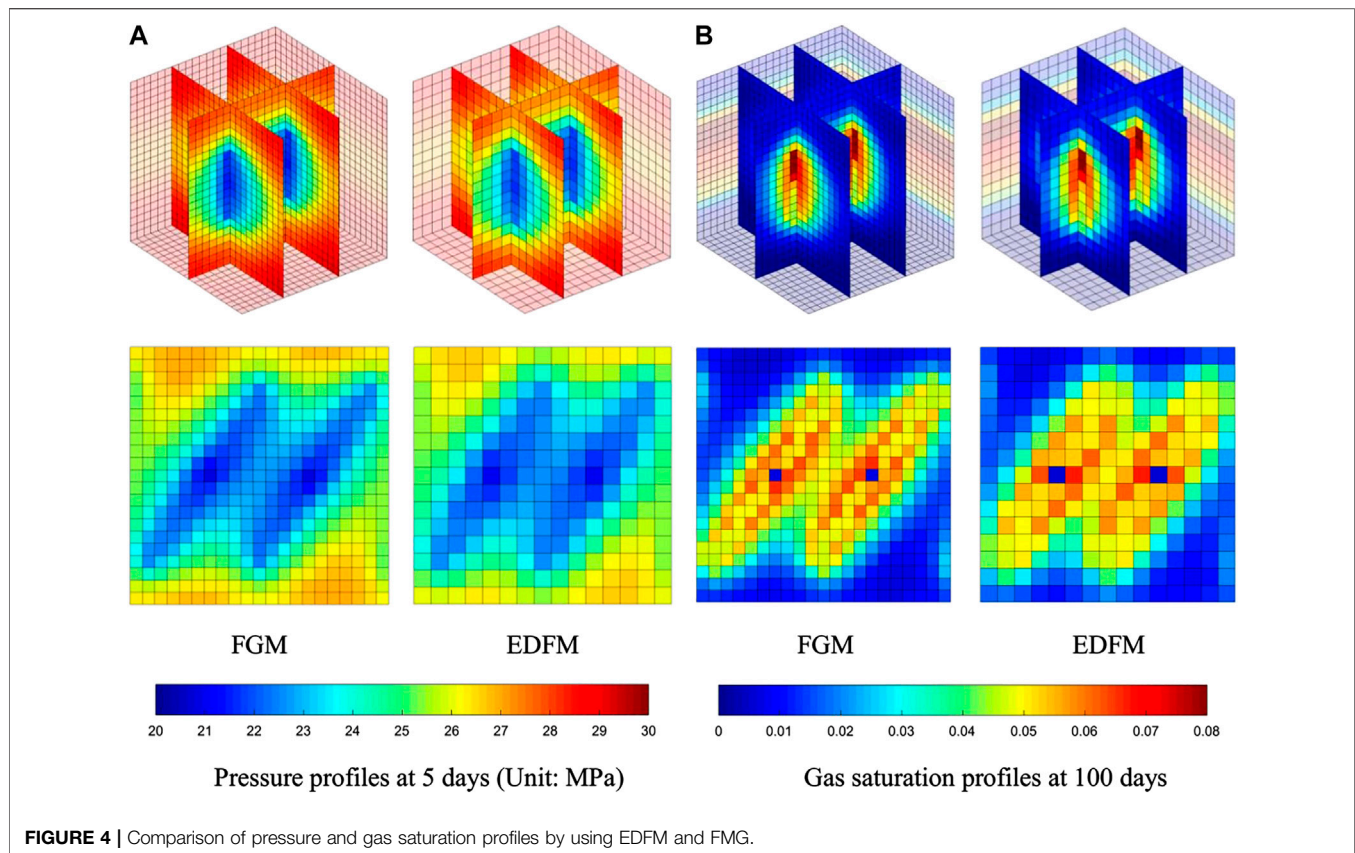 A
B
FGM
EDFM
FGM
EDFM
20 21 22 23 24 25 26 27 28 29 30
0 0.01 0.02 0.03 0.04 0.05 0.06 0.07 0.08
Pressure profiles at 5 days (Unit: MPa)
Gas saturation profiles at 100 days
FIGURE 4 | Comparison of pressure and gas saturation profiles by using EDFM and FMG.